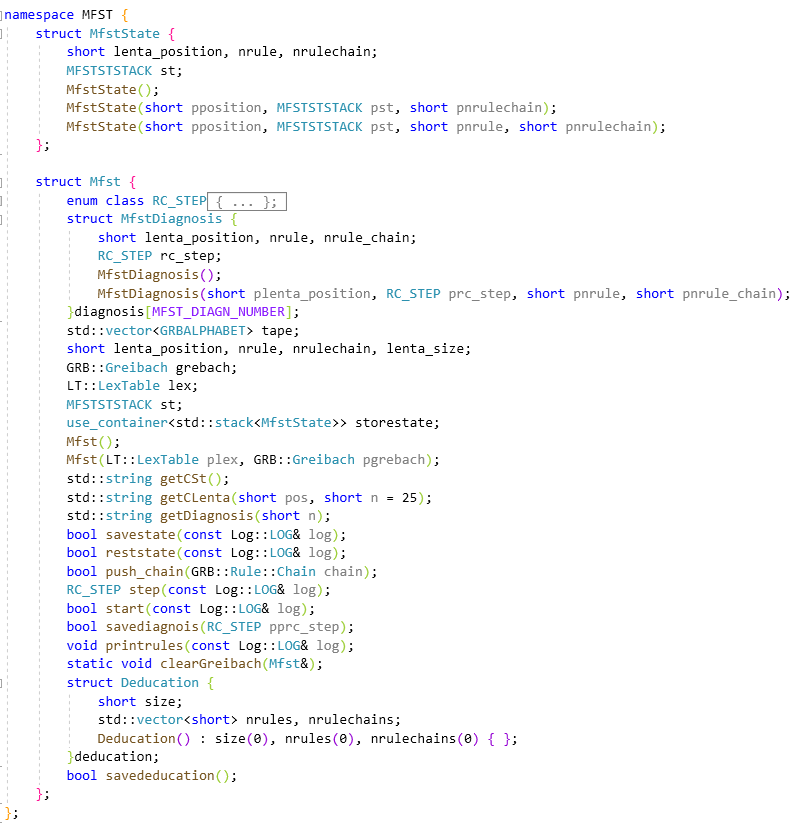 namespace MFST {
    struct MfstState {
        short lenta_position, nrule, nrulechain;
        MFSTSTSTACK st;
        MfstState();
        MfstState(short pposition, MFSTSTSTACK pst, short pnrulechain);
        MfstState(short pposition, MFSTSTSTACK pst, short pnrule, short pnrulechain);
    };

    struct Mfst {
        enum class RC_STEP { ... };
        struct MfstDiagnosis {
            short lenta_position, nrule, nrule_chain;
            RC_STEP rc_step;
            MfstDiagnosis();
            MfstDiagnosis(short plenta_position, RC_STEP prc_step, short pnrule, short pnrule_chain);
        }diagnosis[MFST_DIAGN_NUMBER];
        std::vector<GRBALPHABET> tape;
        short lenta_position, nrule, nrulechain, lenta_size;
        GRB::Greibach grebach;
        LT::LexTable lex;
        MFSTSTSTACK st;
        use_container<std::stack<MfstState>> storestate;
        Mfst();
        Mfst(LT::LexTable plex, GRB::Greibach pgrebach);
        std::string getCSt();
        std::string getCLenta(short pos, short n = 25);
        std::string getDiagnosis(short n);
        bool savestate(const Log::LOG& log);
        bool reststate(const Log::LOG& log);
        bool push_chain(GRB::Rule::Chain chain);
        RC_STEP step(const Log::LOG& log);
        bool start(const Log::LOG& log);
        bool savediagnois(RC_STEP pprc_step);
        void printrules(const Log::LOG& log);
        static void clearGreibach(Mfst&);
        struct Deducation {
            short size;
            std::vector<short> nrules, nrulechains;
            Deducation() : size(0), nrules(0), nrulechains(0) { };
        }deducation;
        bool savededucation();
    };
};